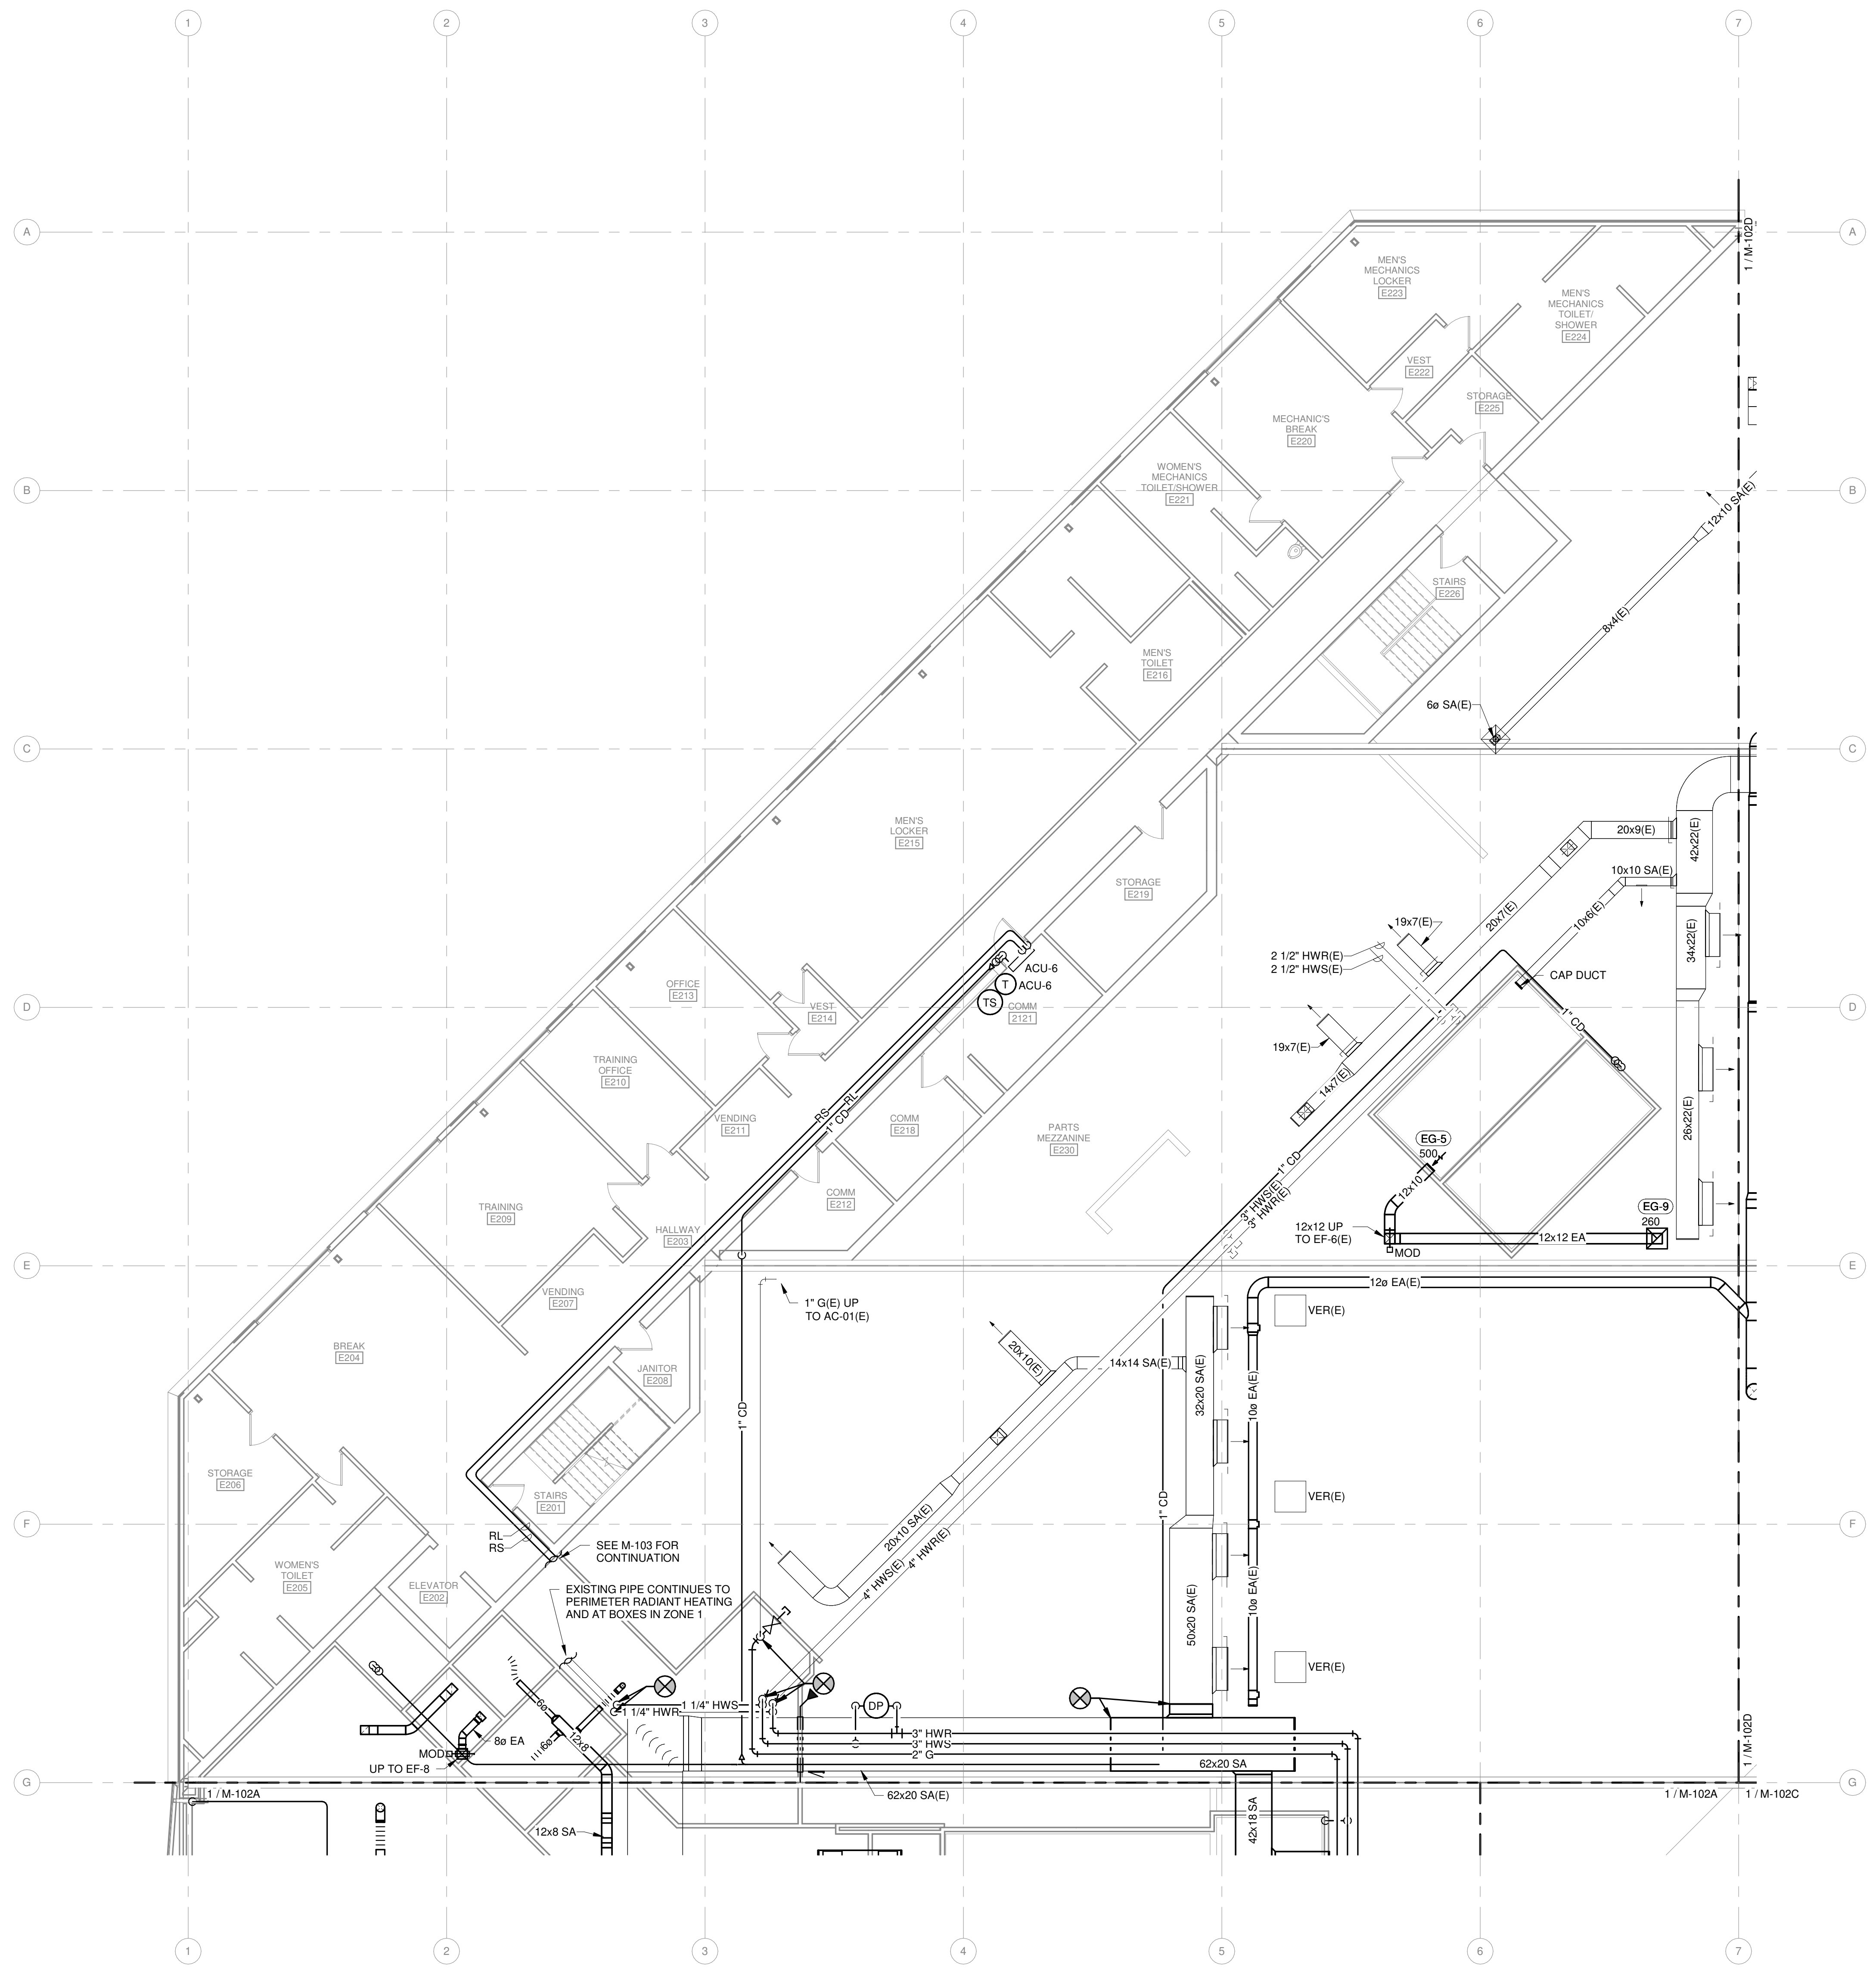 1
2
3
4
5
6
7
A
A
1 / M-102D
MEN'S
MECHANICS
LOCKER
E223
MEN'S
MECHANICS
TOILET/
SHOWER
E224
VEST
E222
STORAGE
E225
MECHANIC'S
BREAK
E220
WOMEN'S
MECHANICS
TOILET/SHOWER
E221
B
B
12x10 SA(E)
STAIRS
E226
8x4(E)
MEN'S
TOILET
E216
6ø SA(E)
C
C
MEN'S
LOCKER
E215
20x9(E)
42x22(E)
10x10 SA(E)
STORAGE
E219
20x7(E)
10x6(E)
19x7(E)
34x22(E)
2 1/2" HWR(E)
2 1/2" HWS(E)
CAP DUCT
ACU-6
T
ACU-6
TS
COMM
2121
OFFICE
E213
VEST
E214
D
D
1" CD
19x7(E)
14x7(E)
TRAINING
OFFICE
E210
RS
RL
1" CD
VENDING
E211
COMM
E218
PARTS
MEZZANINE
E230
26x22(E)
EG-5
500
12x10
1" CD
3" HWS(E)
3" HWR(E)
COMM
E212
TRAINING
E209
HALLWAY
E203
EG-9
260
12x12 UP
TO EF-6(E)
12x12 EA
MOD
E
E
12ø EA(E)
VENDING
E207
1" G(E) UP
TO AC-01(E)
VER(E)
BREAK
E204
JANITOR
E208
20x10(E)
14x14 SA(E)
32x20 SA(E)
10ø EA(E)
1" CD
STORAGE
E206
STAIRS
E201
1" CD
VER(E)
F
F
RL
RS
SEE M-103 FOR
CONTINUATION
20x10 SA(E)
4" HWS(E)
4" HWR(E)
WOMEN'S
TOILET
E205
ELEVATOR
E202
EXISTING PIPE CONTINUES TO
PERIMETER RADIANT HEATING
AND AT BOXES IN ZONE 1
50x20 SA(E)
10ø EA(E)
VER(E)
6ø
1 1/4" HWS
1 1/4" HWR
DP
12x8
6ø
8ø EA
MOD
UP TO EF-8
3" HWR
3" HWS
2" G
62x20 SA
1 / M-102D
G
G
1 / M-102A
62x20 SA(E)
1 / M-102A
1 / M-102C
12x8 SA
42x18 SA
1
2
3
4
5
6
7